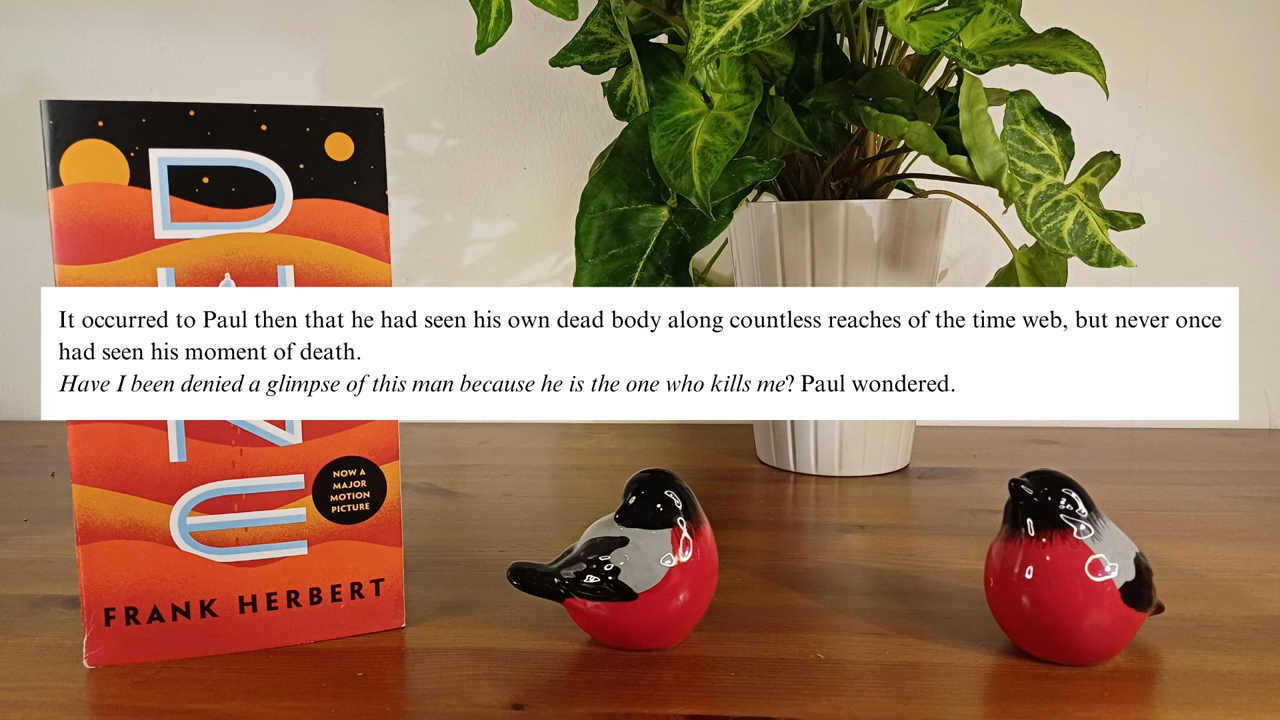 DUNE
It occurred to Paul then that he had seen his own dead body along countless reaches of the time web, but never once
had seen his moment of death.
Have I been denied a glimpse of this man because he is the one who kills me? Paul wondered.
NOW A
MAJOR
MOTION
PICTURE
FRANK HERBERT